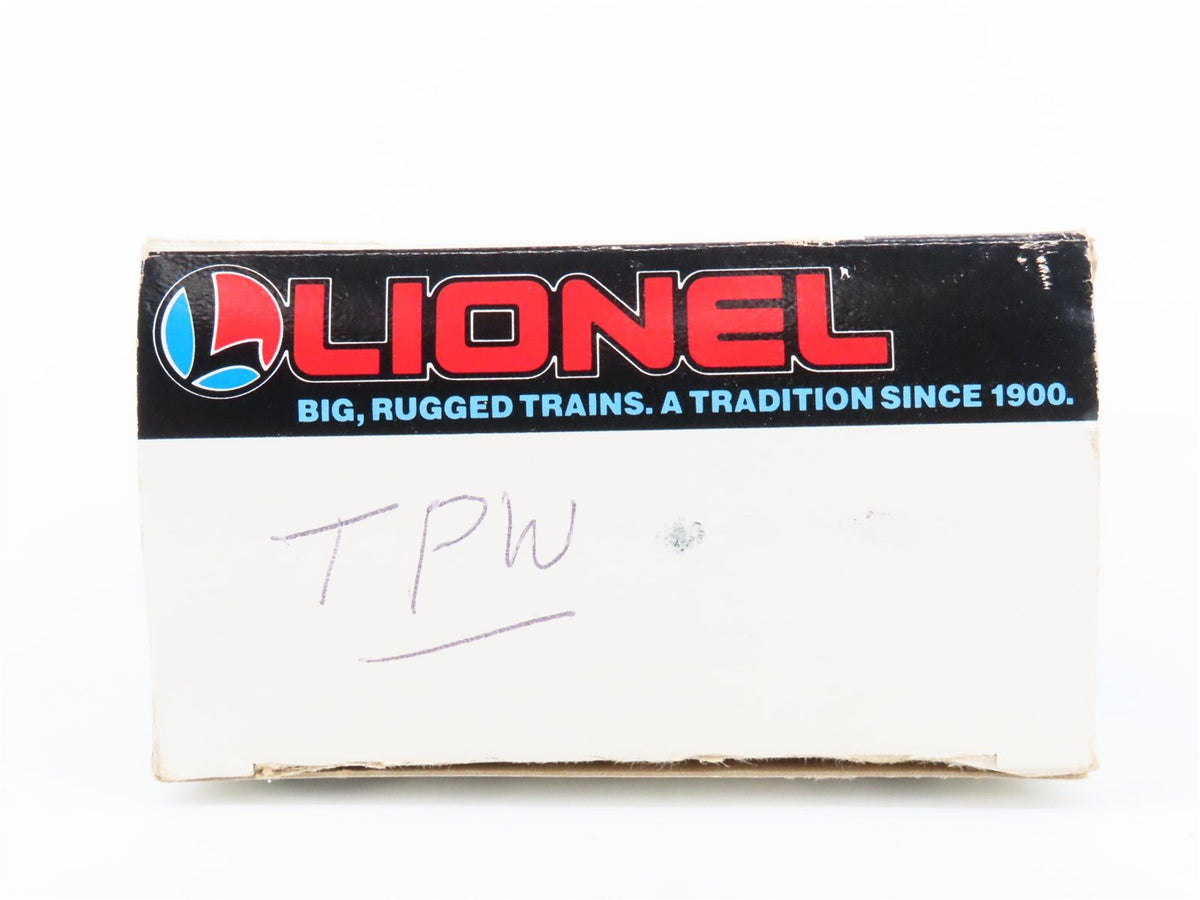 LIONEL
BIG, RUGGED TRAINS. A TRADITION SINCE 1900.
TPW